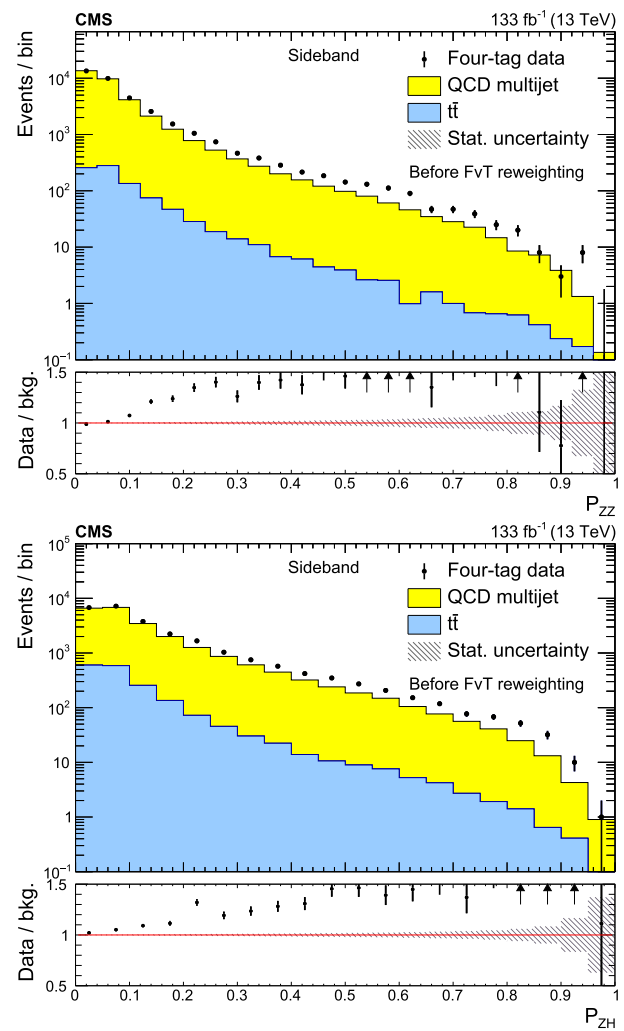 CMS 133 fb⁻¹ (13 TeV)
Sideband
Four-tag data
QCD multijet
tt̄
Stat. uncertainty
Before FvT reweighting
Events / bin
10⁴
10³
10²
10
1
10⁻¹
Data / bkg.
1.5
1
0.5
0 0.1 0.2 0.3 0.4 0.5 0.6 0.7 0.8 0.9 1
P_ZZ
CMS 133 fb⁻¹ (13 TeV)
Sideband
Four-tag data
QCD multijet
tt̄
Stat. uncertainty
Before FvT reweighting
Events / bin
10⁵
10⁴
10³
10²
10
1
10⁻¹
Data / bkg.
1.5
1
0.5
0 0.1 0.2 0.3 0.4 0.5 0.6 0.7 0.8 0.9 1
P_ZH